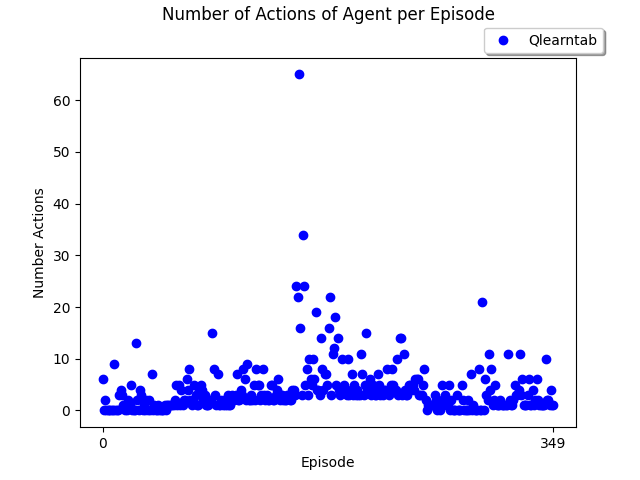 Number of Actions of Agent per Episode
Qlearntab
Number Actions
60
50
40
30
20
10
0
0
349
Episode